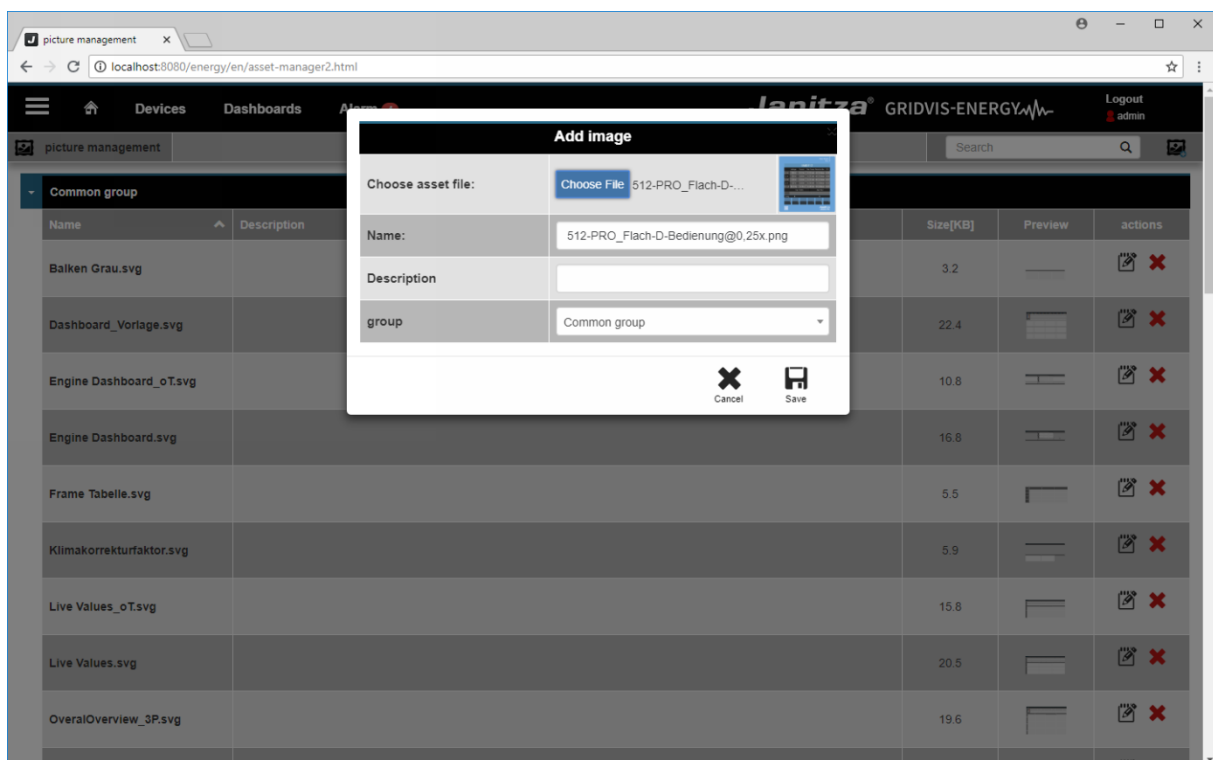 picture management
localhost:8080/energy/en/asset-manager2.html
Devices Dashboards Alarm Janitza® GRIDVIS-ENERGY Logout
admin
picture management Search
Add image
Choose asset file: Choose File 512-PRO_Flach-D-...
Name: 512-PRO_Flach-D-Bedienung@0,25x.png
Description
group Common group
Cancel Save
Common group
Name Description Size[KB] Preview actions
Balken Grau.svg 3.2
Dashboard_Vorlage.svg 22.4
Engine Dashboard_oT.svg 10.8
Engine Dashboard.svg 16.8
Frame Tabelle.svg 5.5
Klimakorrekturfaktor.svg 5.9
Live Values_oT.svg 15.8
Live Values.svg 20.5
OveralOverview_3P.svg 19.6